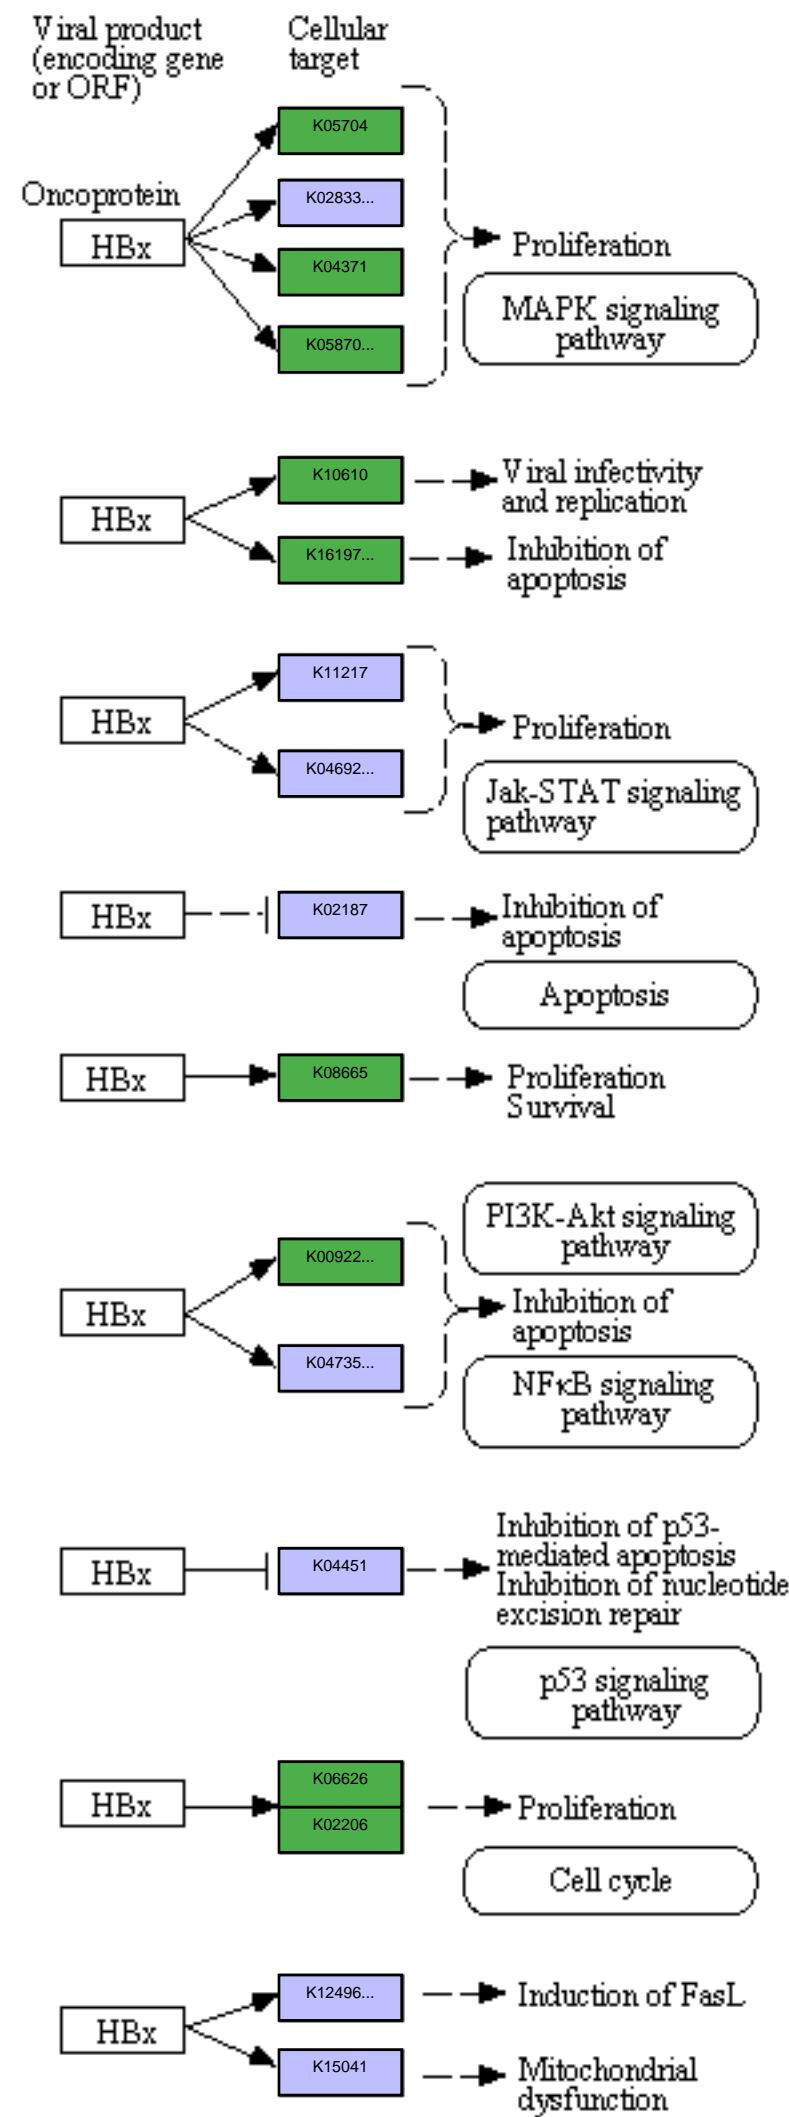 Viral product
(encoding gene
or ORF)
Cellular
target
Oncoprotein
HBx
K05704
K02833...
K04371
K05870...
Proliferation
MAPK signaling
pathway
HBx
K10610
K16197...
Viral infectivity
and replication
Inhibition of
apoptosis
HBx
K11217
K04692...
Proliferation
Jak-STAT signaling
pathway
HBx
K02187
Inhibition of
apoptosis
Apoptosis
HBx
K08665
Proliferation
Survival
HBx
K00922...
K04735...
PI3K-Akt signaling
pathway
Inhibition of
apoptosis
NFκB signaling
pathway
HBx
K04451
Inhibition of p53-
mediated apoptosis
Inhibition of nucleotide
excision repair
p53 signaling
pathway
HBx
K06626
K02206
Proliferation
Cell cycle
HBx
K12496...
K15041
Induction of FasL
Mitochondrial
dysfunction